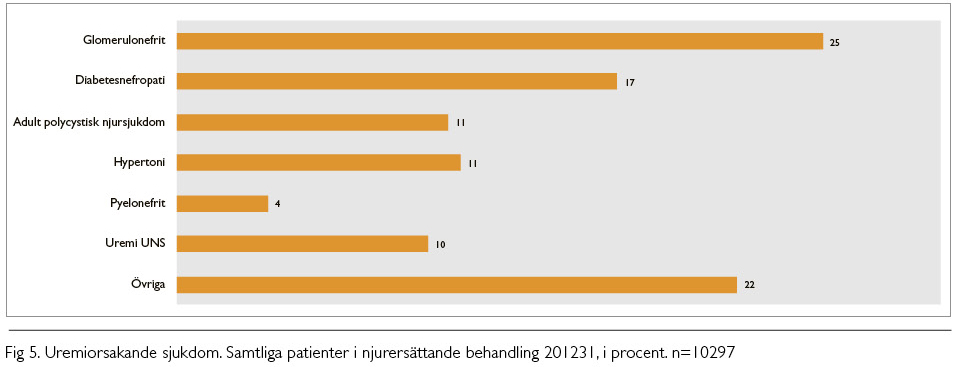 Glomerulonefrit 25
Diabetesnefropati 17
Adult polycystisk njursjukdom 11
Hypertoni 11
Pyelonefrit 4
Uremi UNS 10
Övriga 22
Fig 5. Uremiorsakande sjukdom. Samtliga patienter i njurersättande behandling 201231, i procent. n=10297